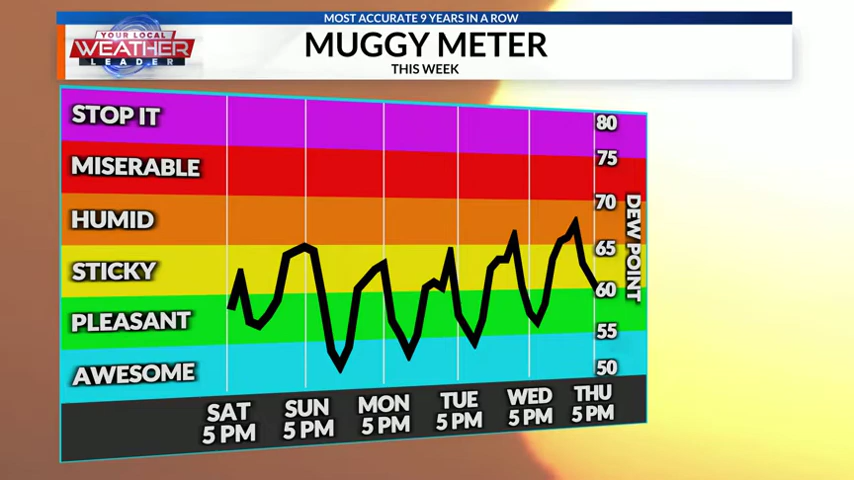 MOST ACCURATE 9 YEARS IN A ROW
YOUR LOCAL
WEATHER
LEADER
MUGGY METER
THIS WEEK
STOP IT
MISERABLE
HUMID
STICKY
PLEASANT
AWESOME
80
75
70
65
60
55
50
DEW POINT
SAT SUN MON TUE WED THU
5 PM 5 PM 5 PM 5 PM 5 PM 5 PM